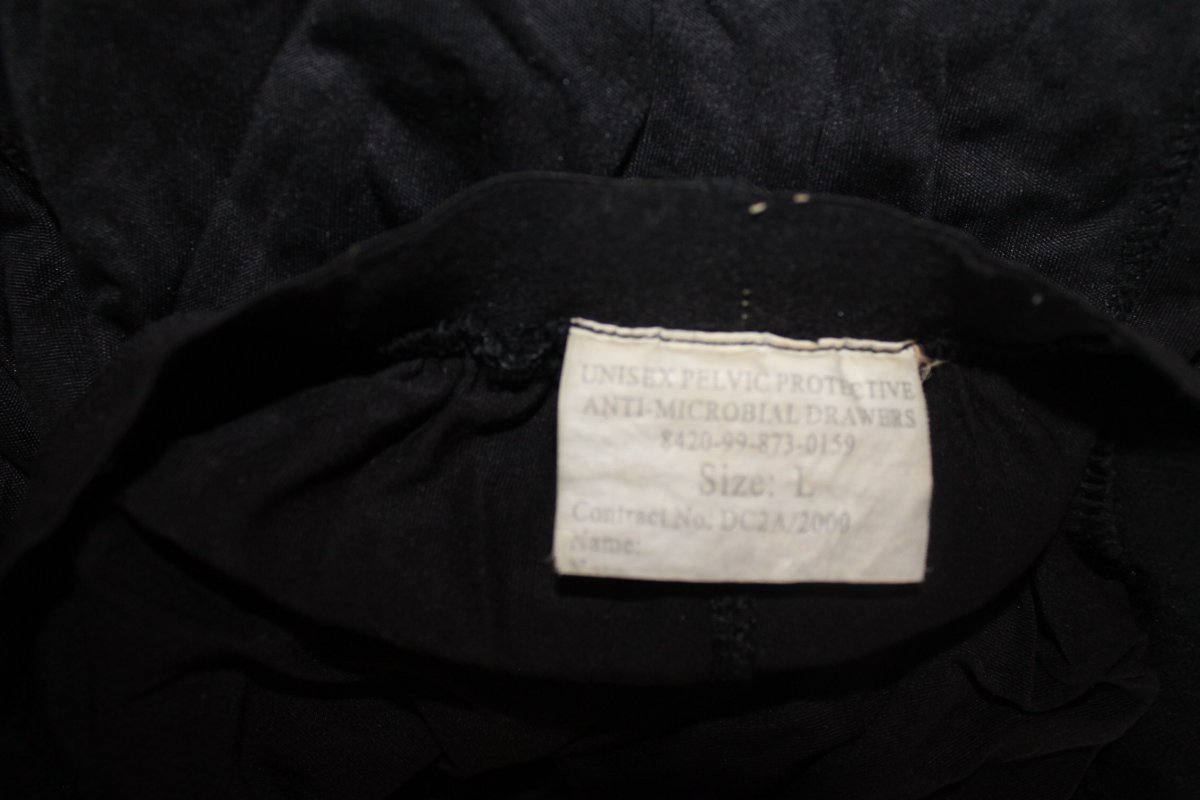 UNISEX PELVIC PROTECTIVE
ANTI-MICROBIAL DRAWERS
8420-99-873-0159
Size: L
Contract No. DC2A/2000
Name: